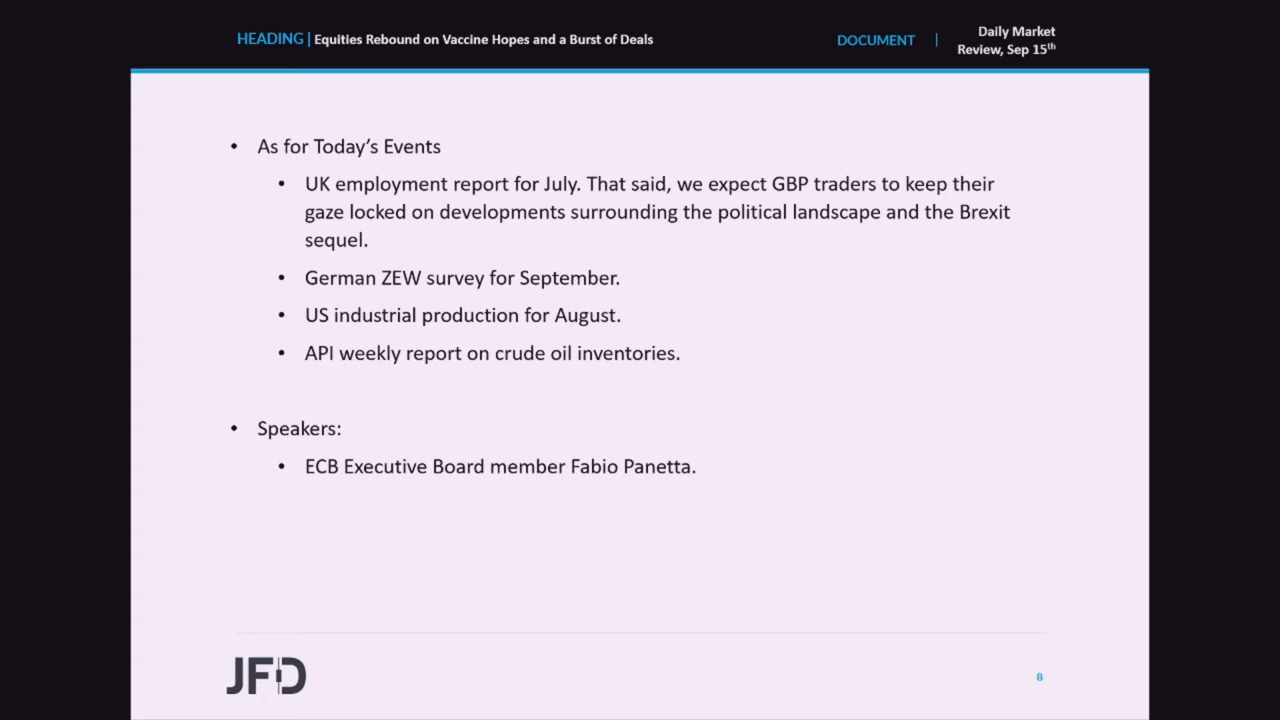 HEADING | Equities Rebound on Vaccine Hopes and a Burst of Deals
DOCUMENT | Daily Market
Review, Sep 15th
• As for Today's Events
• UK employment report for July. That said, we expect GBP traders to keep their
gaze locked on developments surrounding the political landscape and the Brexit
sequel.
• German ZEW survey for September.
• US industrial production for August.
• API weekly report on crude oil inventories.
• Speakers:
• ECB Executive Board member Fabio Panetta.
JFD
8